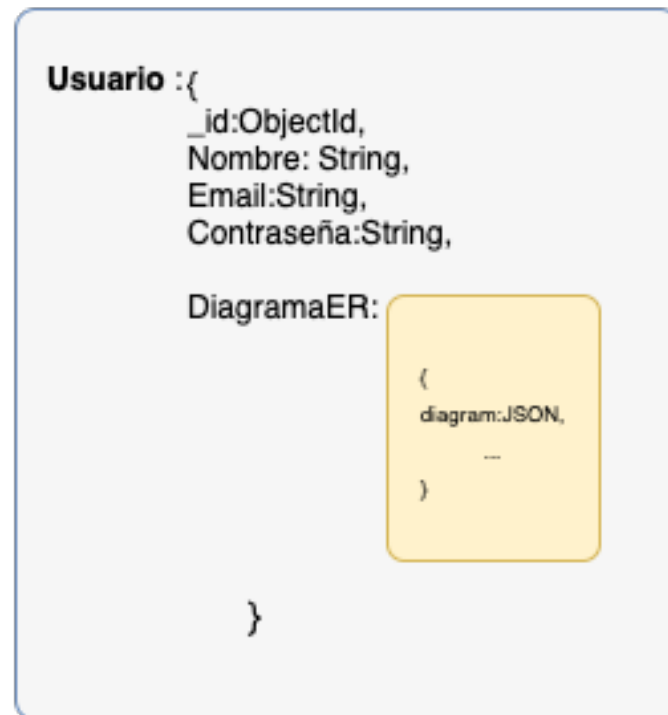 Usuario :{
_id:ObjectId,
Nombre: String,
Email:String,
Contraseña:String,
DiagramaER:
{
diagram:JSON,
...
}
}